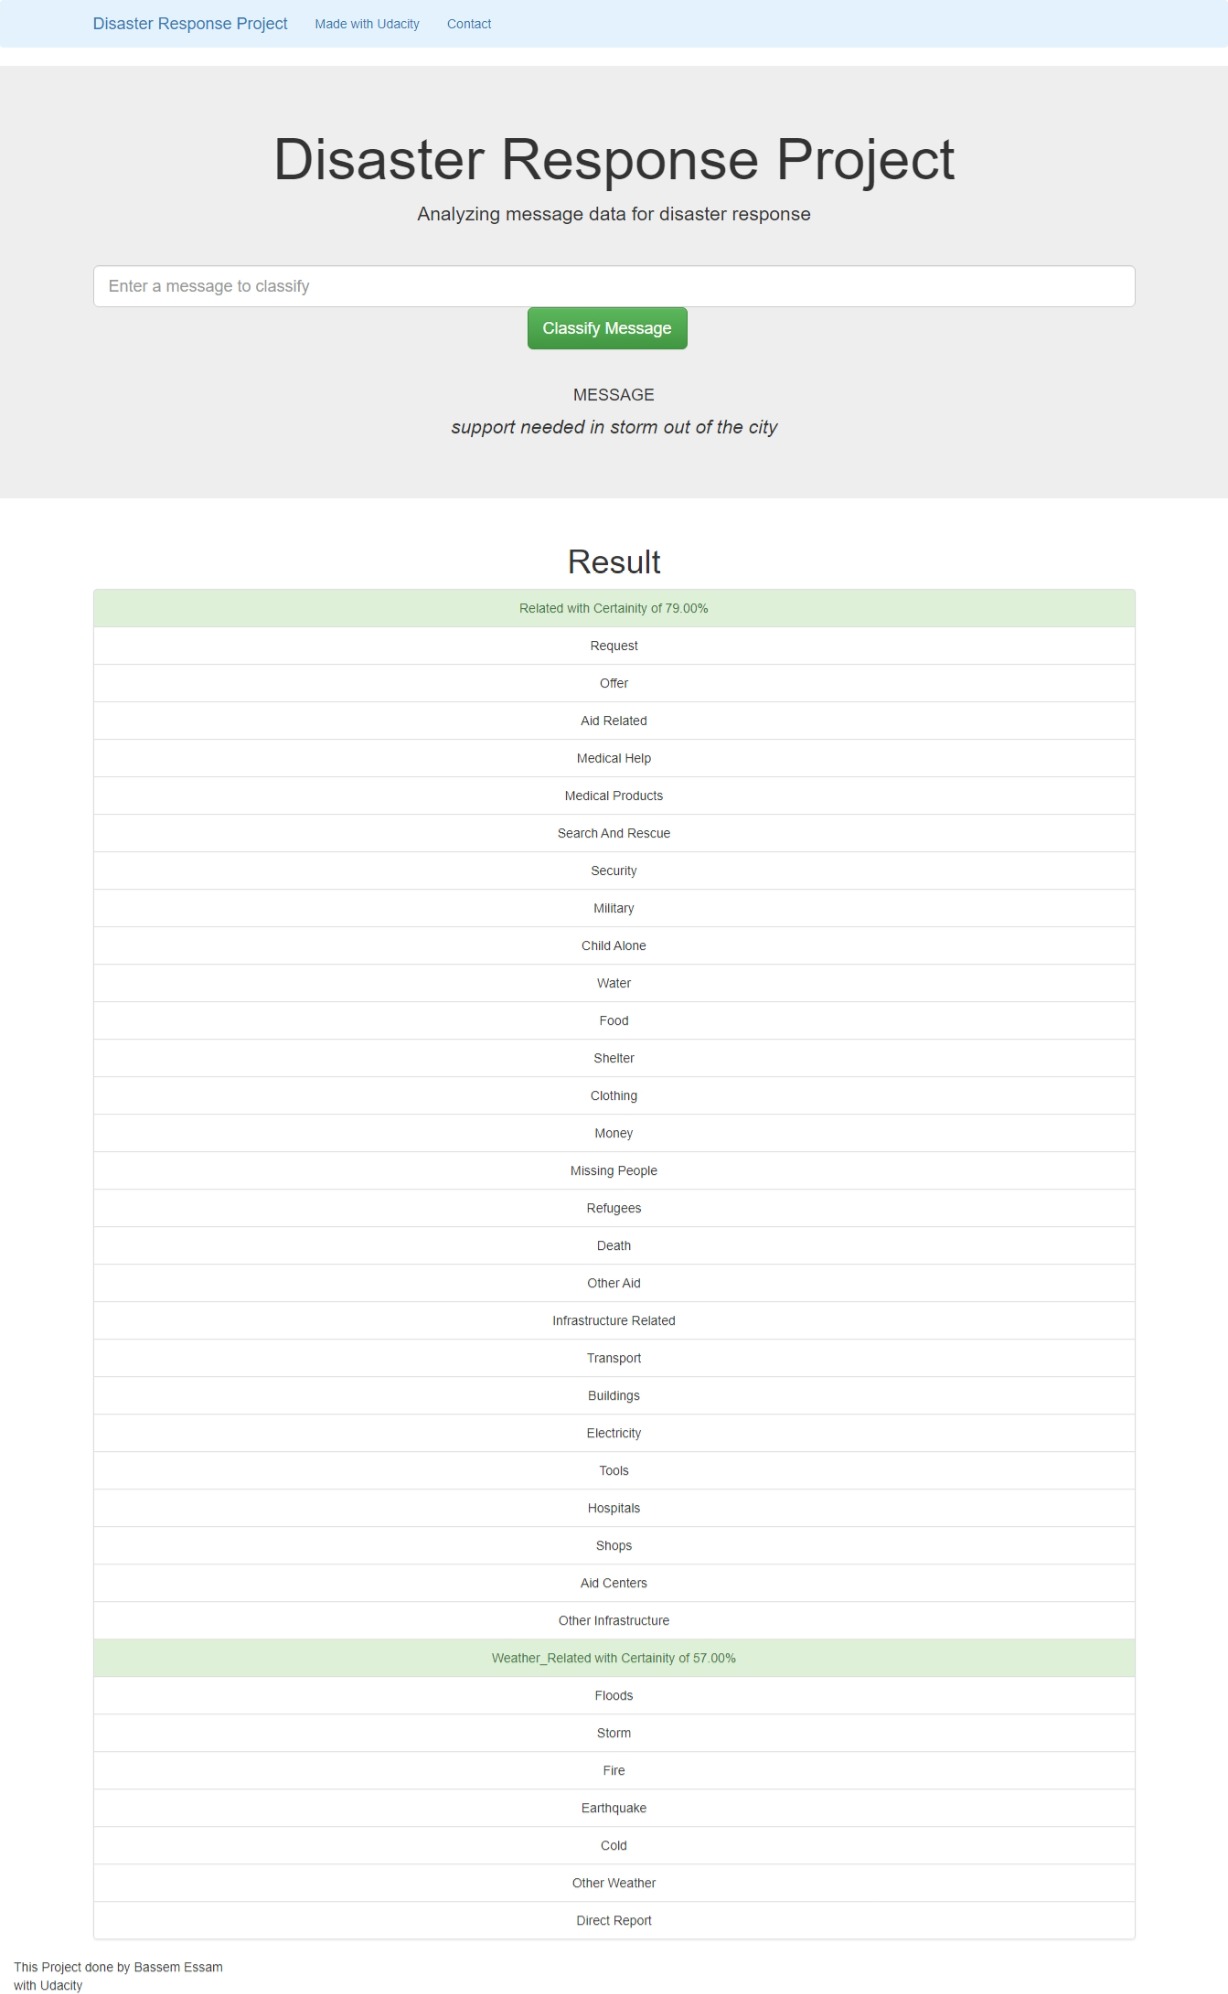 Disaster Response Project Made with Udacity Contact
Disaster Response Project
Analyzing message data for disaster response
Enter a message to classify
Classify Message
MESSAGE
support needed in storm out of the city
Result
Related with Certainity of 79.00%
Request
Offer
Aid Related
Medical Help
Medical Products
Search And Rescue
Security
Military
Child Alone
Water
Food
Shelter
Clothing
Money
Missing People
Refugees
Death
Other Aid
Infrastructure Related
Transport
Buildings
Electricity
Tools
Hospitals
Shops
Aid Centers
Other Infrastructure
Weather_Related with Certainity of 57.00%
Floods
Storm
Fire
Earthquake
Cold
Other Weather
Direct Report
This Project done by Bassem Essam
with Udacity